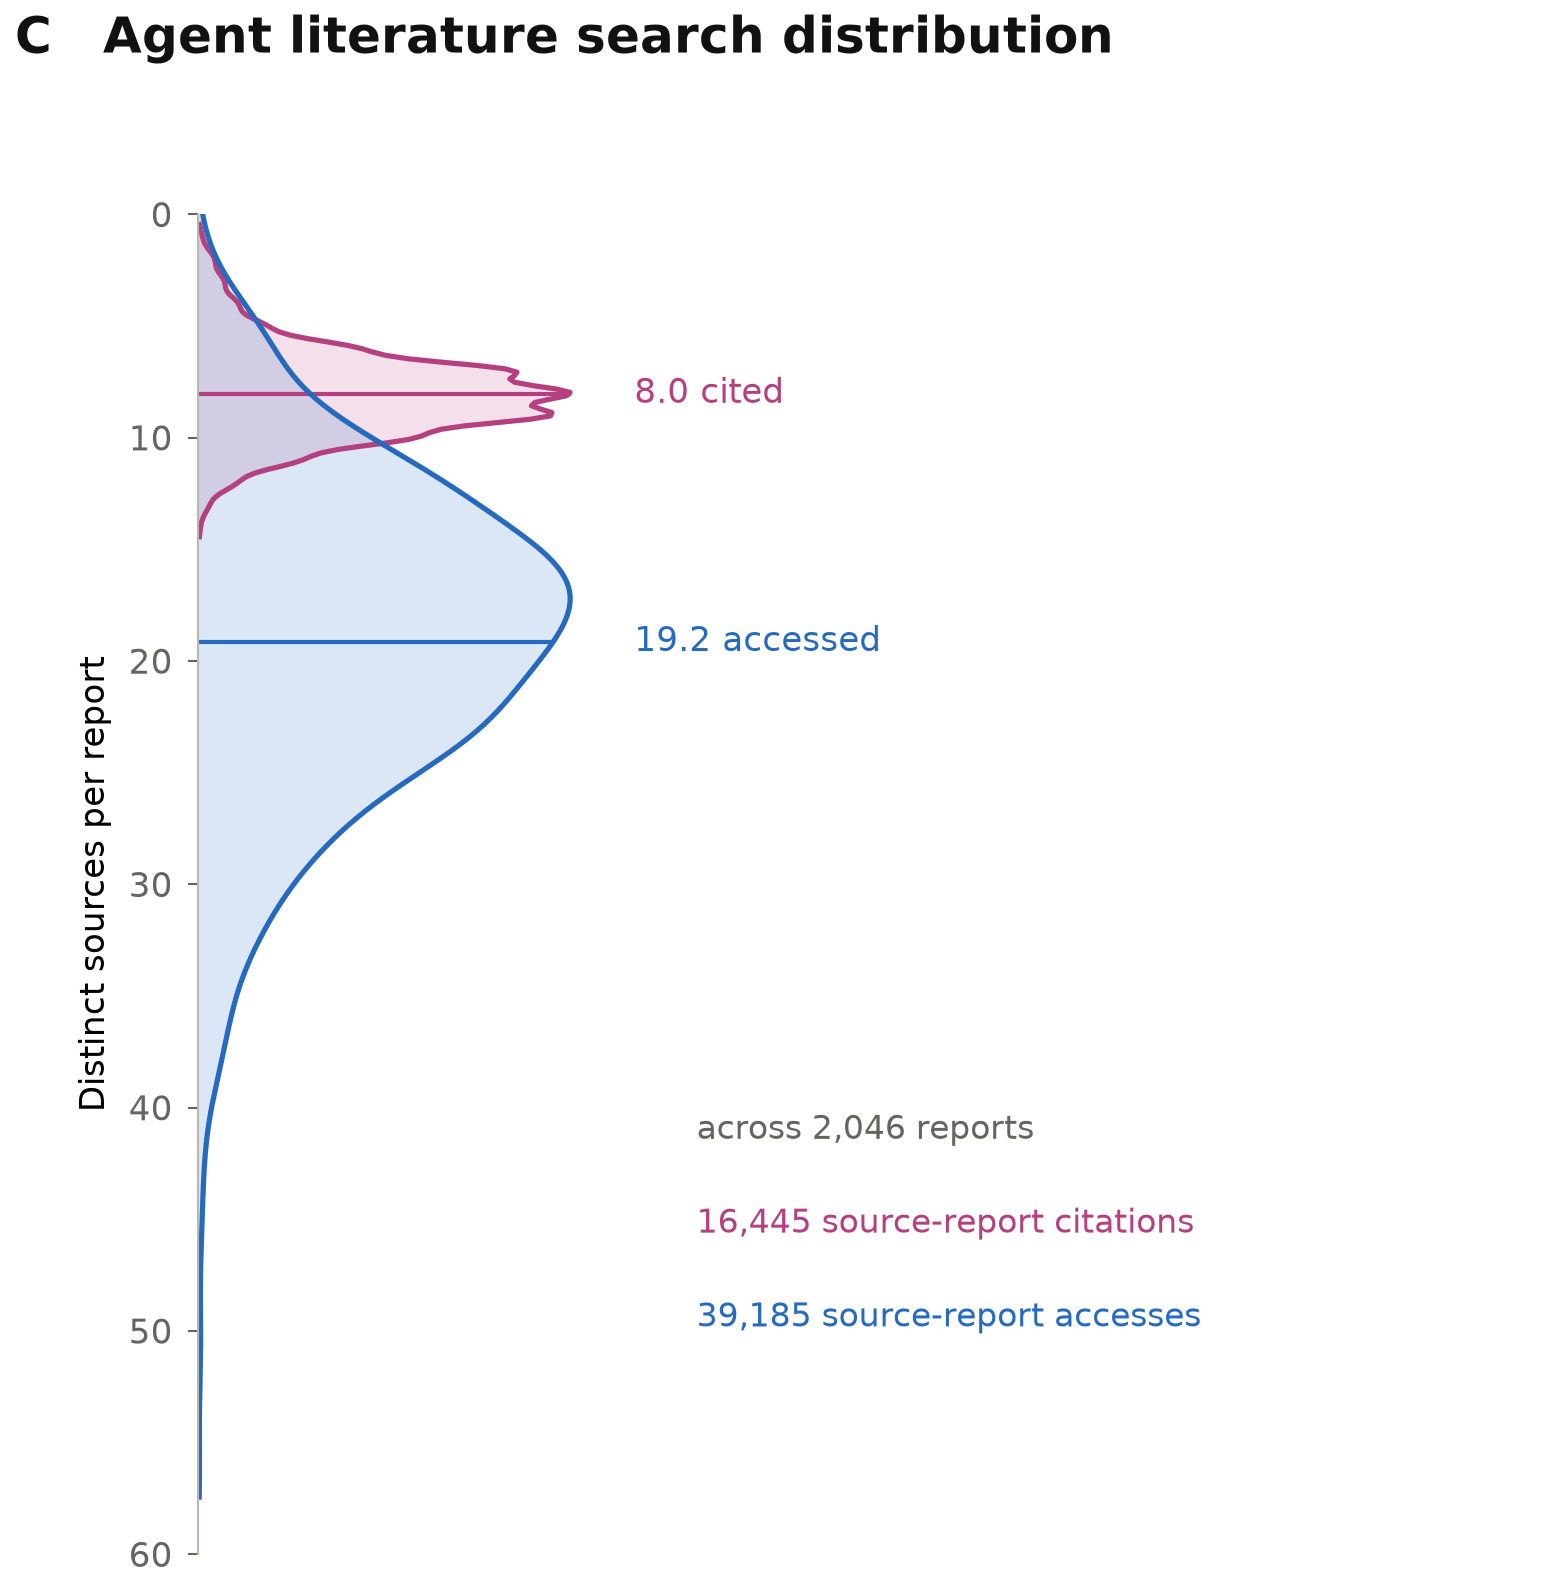 C Agent literature search distribution
0
10
20
30
40
50
60
Distinct sources per report
8.0 cited
19.2 accessed
across 2,046 reports
16,445 source-report citations
39,185 source-report accesses